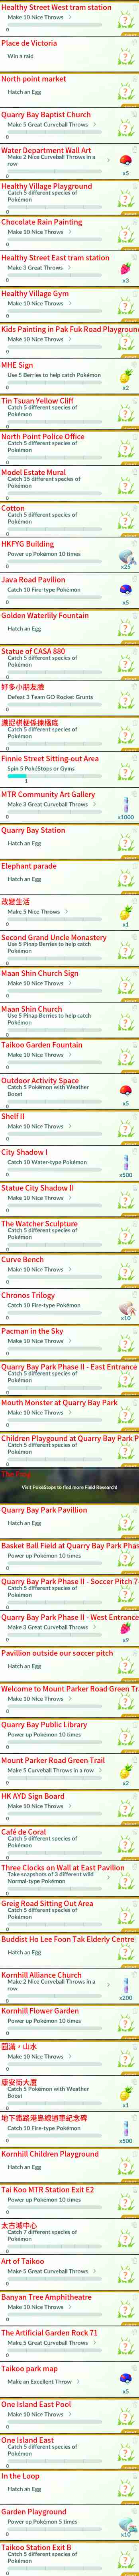 Healthy Street West tram station
Make 10 Nice Throws
0
Place de Victoria
Win a raid
North point market
Hatch an Egg
Quarry Bay Baptist Church
Make 5 Great Curveball Throws
0
Water Department Wall Art
Make 2 Nice Curveball Throws in a
row
0
x5
Healthy Village Playground
Catch 5 different species of
Pokémon
0
Chocolate Rain Painting
Make 10 Nice Throws
0
Healthy Street East tram station
Make 3 Great Throws
0
x3
Healthy Village Gym
Make 10 Nice Throws
0
Kids Painting in Pak Fuk Road Playground
Make 10 Nice Throws
0
MHE Sign
Use 5 Berries to help catch Pokémon
0
x2
Tin Tsuan Yellow Cliff
Catch 5 different species of
Pokémon
0
North Point Police Office
Catch 5 different species of
Pokémon
0
Model Estate Mural
Catch 15 different species of
Pokémon
0
Cotton
Catch 5 different species of
Pokémon
0
HKFYG Building
Power up Pokémon 10 times
0
x25
Java Road Pavilion
Catch 10 Fire-type Pokémon
0
x5
Golden Waterlily Fountain
Hatch an Egg
Statue of CASA 880
Catch 5 different species of
Pokémon
0
好多小朋友臉
Defeat 3 Team GO Rocket Grunts
0
識捉棋梗係揀橋底
Catch 5 different species of
Pokémon
0
Finnie Street Sitting-out Area
Spin 5 PokéStops or Gyms
1
MTR Community Art Gallery
Make 3 Great Curveball Throws
0
x1000
Quarry Bay Station
Hatch an Egg
Elephant parade
Hatch an Egg
改變生活
Make 5 Nice Throws
0
x1
Second Grand Uncle Monastery
Use 5 Pinap Berries to help catch
Pokémon
0
Maan Shin Church Sign
Make 10 Nice Throws
0
Maan Shin Church
Use 5 Pinap Berries to help catch
Pokémon
0
Taikoo Garden Fountain
Make 10 Nice Throws
0
Outdoor Activity Space
Catch 5 Pokémon with Weather
Boost
0
x5
Shelf II
Make 10 Nice Throws
0
City Shadow I
Catch 10 Water-type Pokémon
0
x500
Statue City Shadow II
Make 10 Nice Throws
0
The Watcher Sculpture
Catch 5 different species of
Pokémon
0
Curve Bench
Make 10 Nice Throws
0
Chronos Trilogy
Catch 10 Fire-type Pokémon
0
x10
Pacman in the Sky
Make 10 Nice Throws
0
Quarry Bay Park Phase II - East Entrance
Catch 5 different species of
Pokémon
0
Mouth Monster at Quarry Bay Park
Make 10 Nice Throws
0
Children Playground at Quarry Bay Park P
Catch 5 different species of
Pokémon
0
Visit PokéStops to find more Field Research!
Quarry Bay Park Pavillion
Hatch an Egg
Basket Ball Field at Quarry Bay Park Phas
Power up Pokémon 10 times
0
Quarry Bay Park Phase II - Soccer Pitch 7
Catch 5 different species of
Pokémon
0
Quarry Bay Park Phase II - West Entrance
Make 3 Great Curveball Throws
0
x9
Pavillion outside our soccer pitch
Hatch an Egg
Welcome to Mount Parker Road Green Tr
Make 10 Nice Throws
0
Quarry Bay Public Library
Power up Pokémon 10 times
0
Mount Parker Road Green Trail
Make 5 Curveball Throws in a row
0
x2
HK AYD Sign Board
Make 10 Nice Throws
0
Café de Coral
Catch 5 different species of
Pokémon
0
Three Clocks on Wall at East Pavilion
Take snapshots of 3 different wild
Normal-type Pokémon
0
Greig Road Sitting Out Area
Catch 5 different species of
Pokémon
0
Buddist Ho Lee Foon Tak Elderly Centre
Hatch an Egg
Kornhill Alliance Church
Make 2 Nice Curveball Throws in a
row
0
x200
Kornhill Flower Garden
Power up Pokémon 10 times
0
圓滿，山水
Make 10 Nice Throws
0
康安街大廈
Catch 5 Pokémon with Weather
Boost
0
x1
地下鐵路港島線通車紀念碑
Catch 10 Fire-type Pokémon
0
x500
Kornhill Children Playground
Hatch an Egg
Tai Koo MTR Station Exit E2
Power up Pokémon 10 times
0
太古城中心
Catch 7 different species of
Pokémon
0
Art of Taikoo
Make 5 Great Curveball Throws
0
Banyan Tree Amphitheatre
Make 10 Nice Throws
0
The Artificial Garden Rock 71
Make 5 Great Curveball Throws
0
Taikoo park map
Make an Excellent Throw
0
x5
One Island East Pool
Make 10 Nice Throws
0
One Island East
Catch 5 different species of
Pokémon
0
In the Loop
Hatch an Egg
Garden Playground
Power up Pokémon 5 times
0
x10
Taikoo Station Exit B
Catch 5 different species of
Pokémon
0